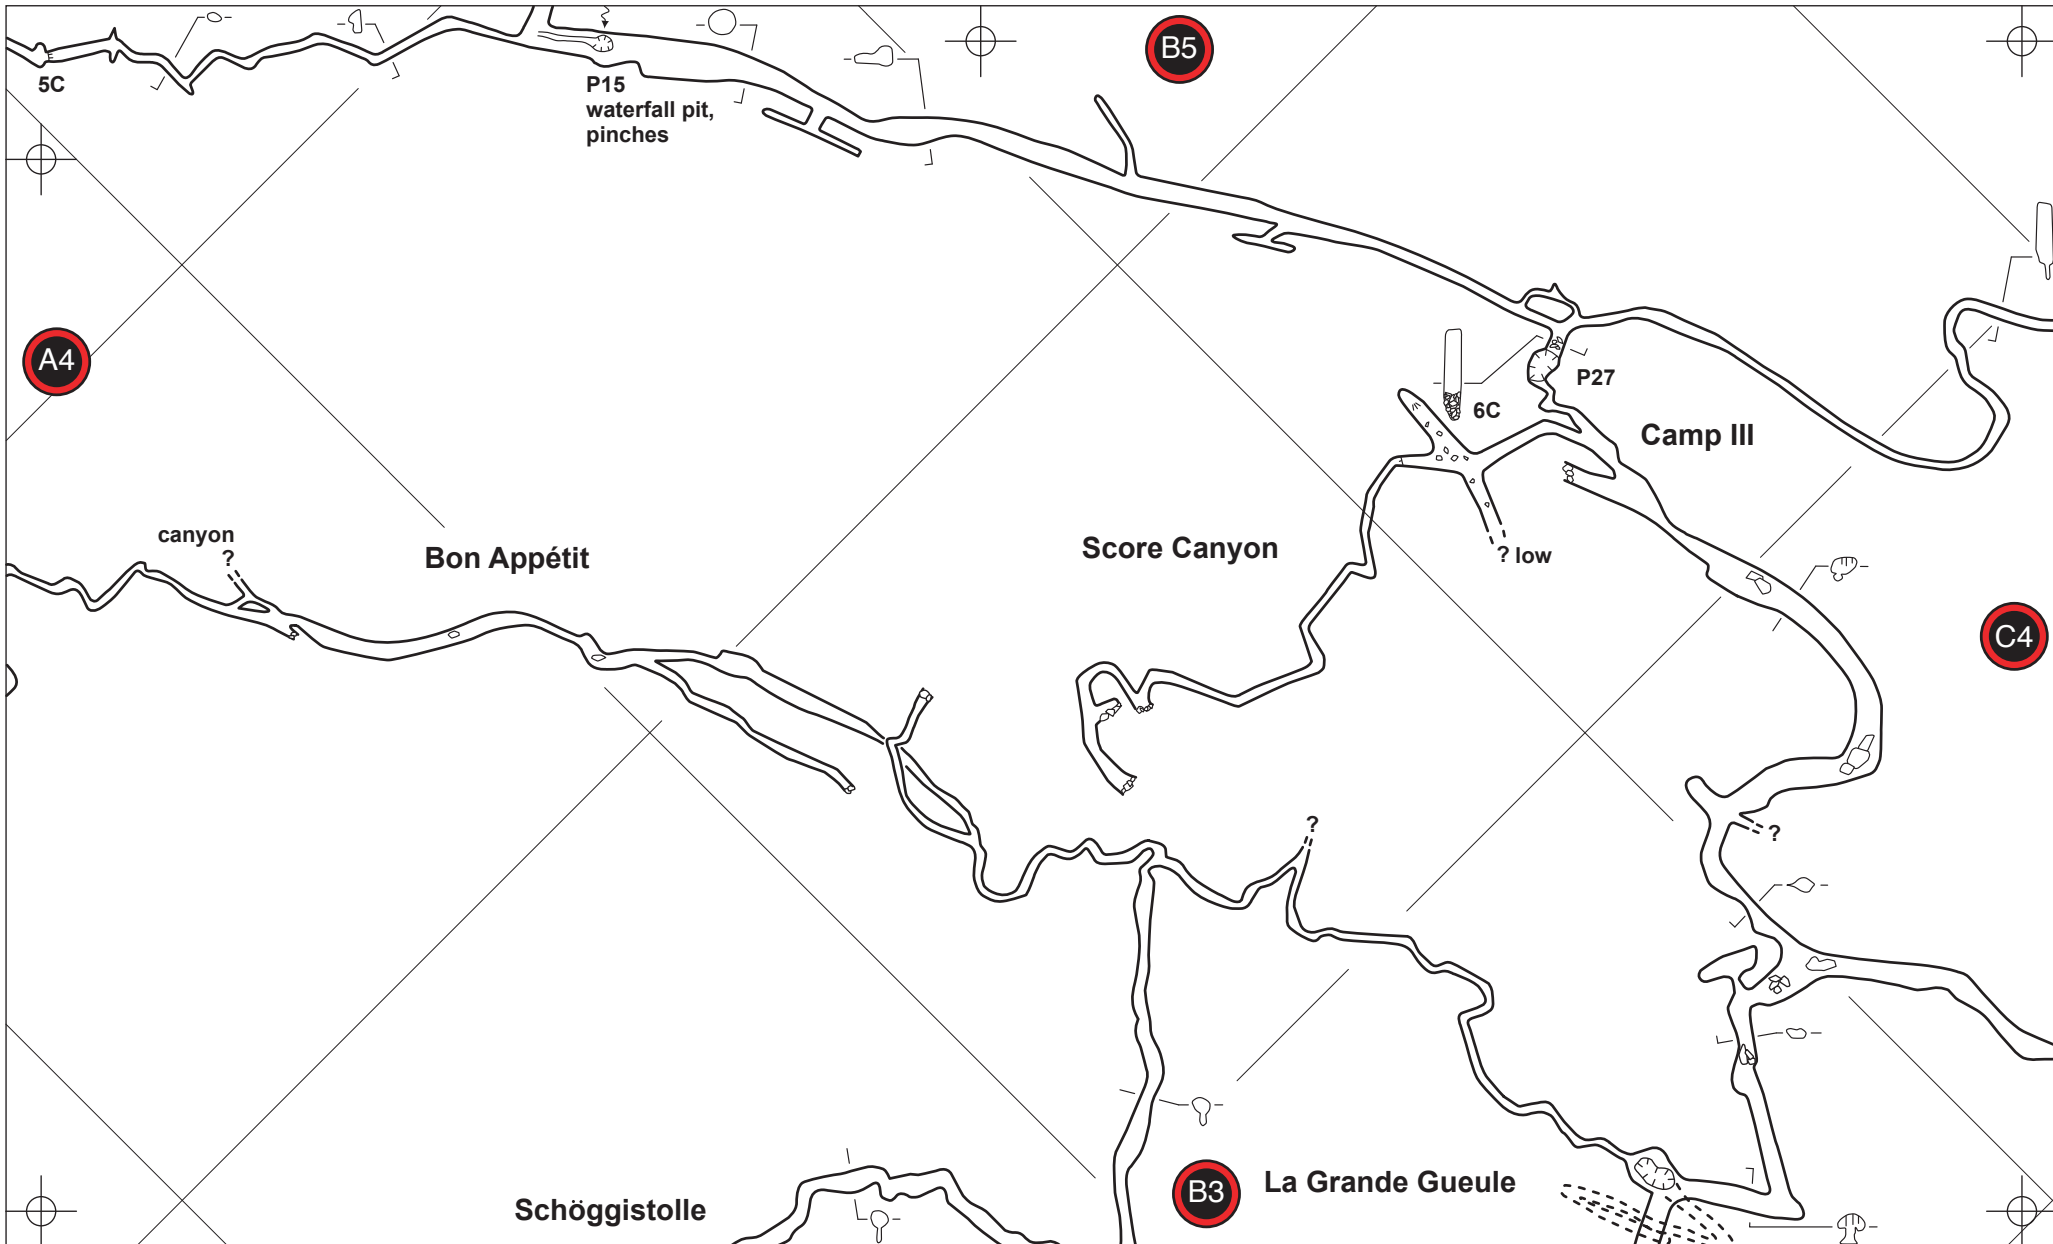 B5
5C
P15
waterfall pit,
pinches
A4
P27
6C
Camp III
canyon
?
Bon Appétit
Score Canyon
? low
C4
?
?
B3
La Grande Gueule
Schöggistolle